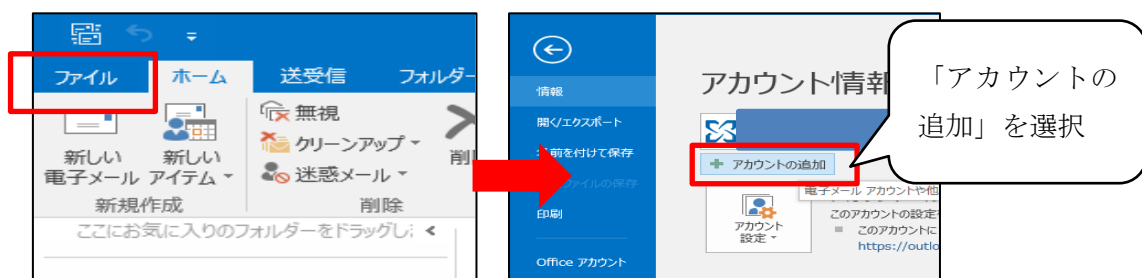 ファイル
ホーム
送受信
フォルダー
新しい
電子メール
新しい
アイテム
新規作成
無視
クリーンアップ
迷惑メール
削除
ここにお気に入りのフォルダーをドラッグし
情報
開く/エクスポート
前を付けて保存
ファイルの保存
印刷
Office アカウント
アカウント情報
アカウントの追加
電子メール アカウントや他
アカウント
設定
このアカウントの設定
このアカウントに
https://outlo
「アカウントの
追加」を選択